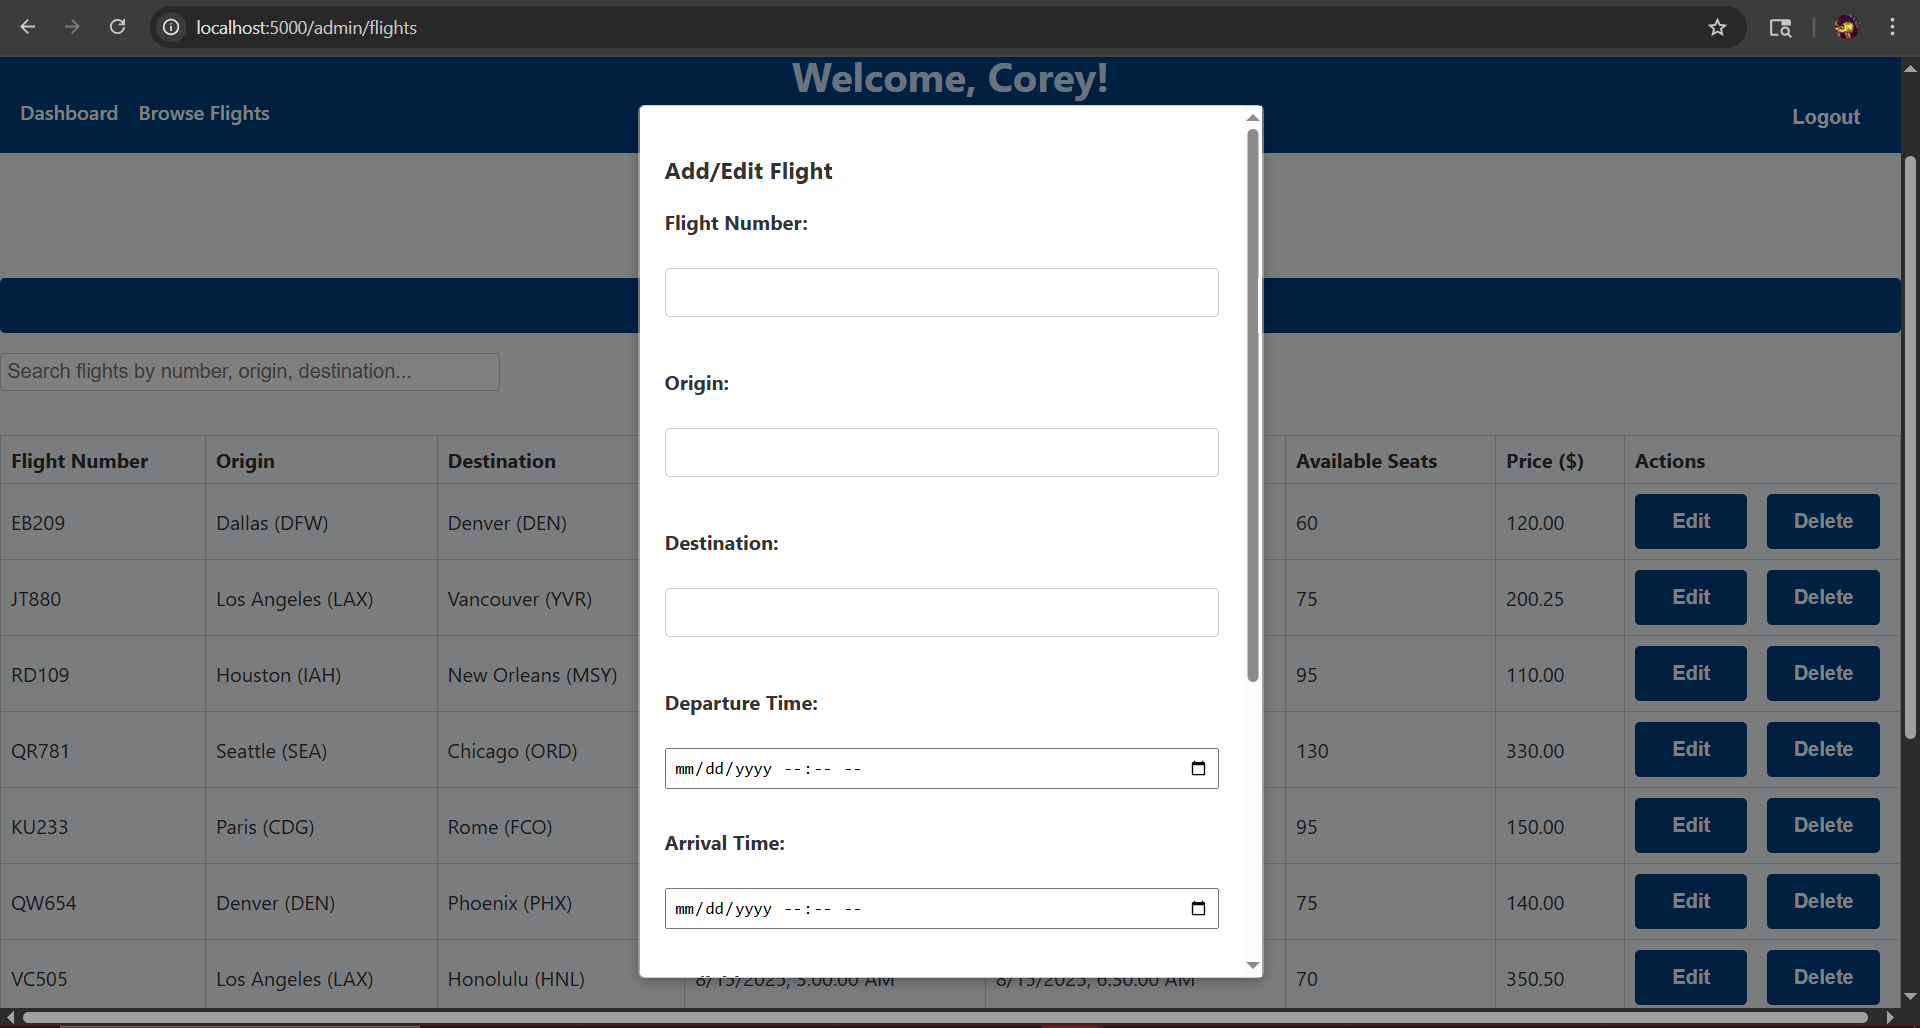 localhost:5000/admin/flights
Welcome, Corey!
Dashboard Browse Flights Logout
Add/Edit Flight
Flight Number:
Origin:
Destination:
Departure Time:
mm/dd/yyyy --:-- --
Arrival Time:
mm/dd/yyyy --:-- --
Search flights by number, origin, destination...
Flight Number Origin Destination Available Seats Price ($) Actions
EB209 Dallas (DFW) Denver (DEN) 60 120.00 Edit Delete
JT880 Los Angeles (LAX) Vancouver (YVR) 75 200.25 Edit Delete
RD109 Houston (IAH) New Orleans (MSY) 95 110.00 Edit Delete
QR781 Seattle (SEA) Chicago (ORD) 130 330.00 Edit Delete
KU233 Paris (CDG) Rome (FCO) 95 150.00 Edit Delete
QW654 Denver (DEN) Phoenix (PHX) 75 140.00 Edit Delete
VC505 Los Angeles (LAX) Honolulu (HNL) AM AM 70 350.50 Edit Delete